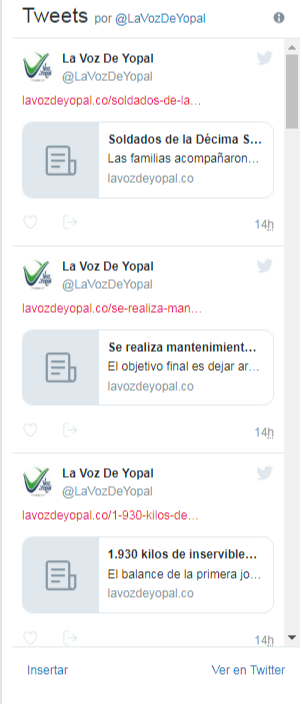 Tweets por @LaVozDeYopal
La Voz De Yopal
@LaVozDeYopal
lavozdeyopal.co/soldados-de-la…
Soldados de la Décima S…
Las familias acompañaron…
lavozdeyopal.co
14h
La Voz De Yopal
@LaVozDeYopal
lavozdeyopal.co/se-realiza-man…
Se realiza mantenimient…
El objetivo final es dejar ar…
lavozdeyopal.co
14h
La Voz De Yopal
@LaVozDeYopal
lavozdeyopal.co/1-930-kilos-de…
1.930 kilos de inservible…
El balance de la primera jo…
lavozdeyopal.co
14h
Insertar
Ver en Twitter